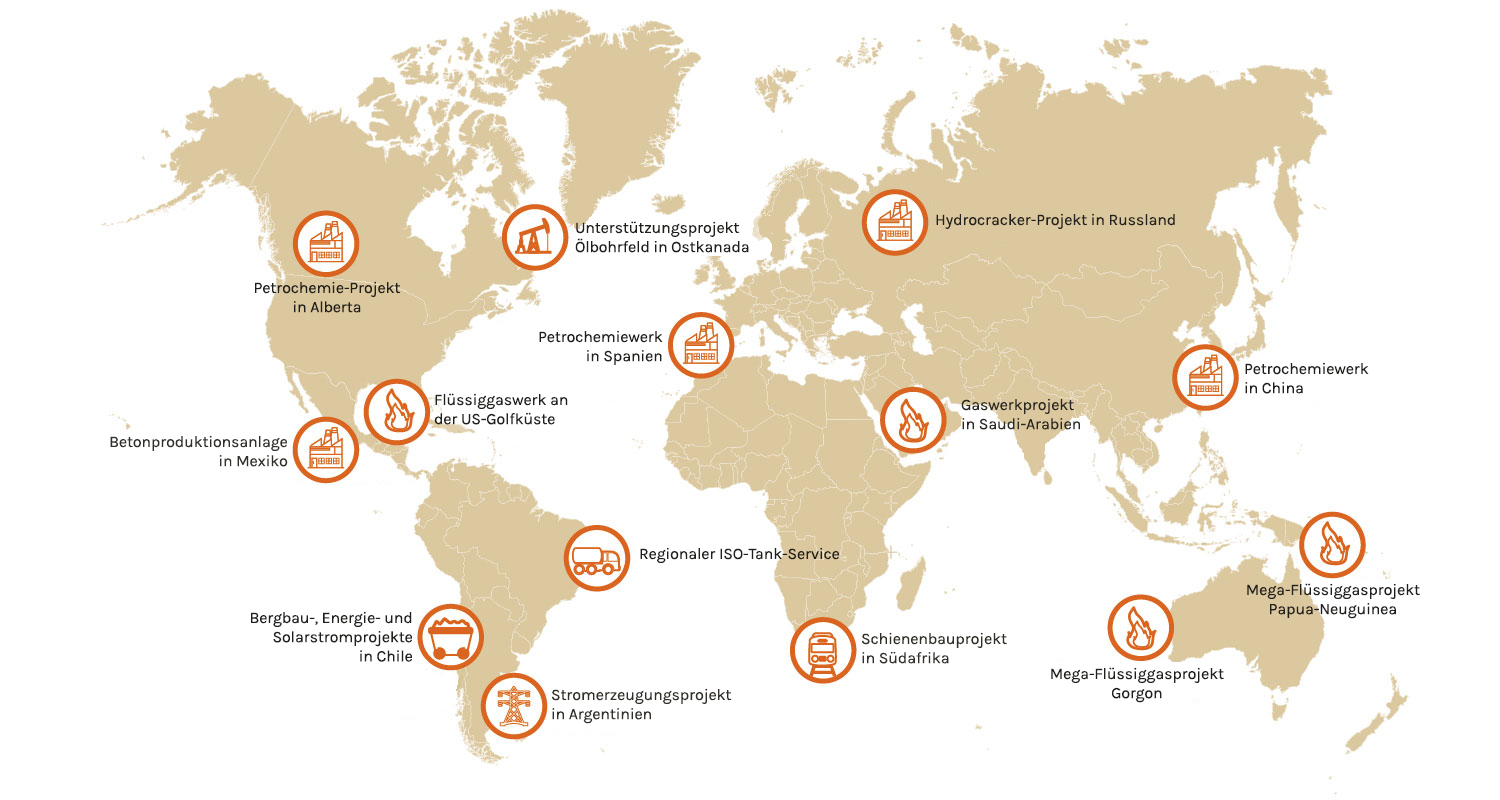 Hydrocracker-Projekt in Russland
Unterstützungsprojekt
Ölbohrfeld in Ostkanada
Petrochemie-Projekt
in Alberta
Petrochemiewerk
in Spanien
Petrochemiewerk
in China
Flüssiggaswerk an
der US-Golfküste
Gaswerkprojekt
in Saudi-Arabien
Betonproduktionsanlage
in Mexiko
Regionaler ISO-Tank-Service
Mega-Flüssiggasprojekt
Papua-Neuguinea
Bergbau-, Energie- und
Solarstromprojekte
in Chile
Schienenbauprojekt
in Südafrika
Mega-Flüssiggasprojekt
Gorgon
Stromerzeugungsprojekt
in Argentinien